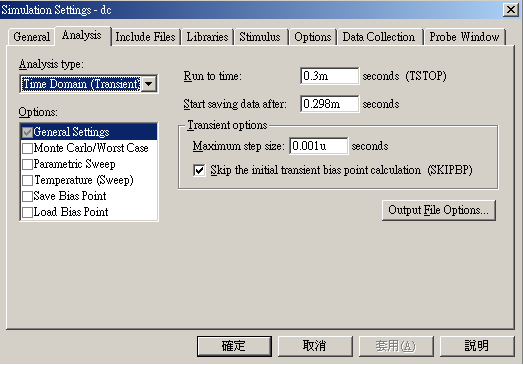 Simulation Settings - dc
General Analysis Include Files Libraries Stimulus Options Data Collection Probe Window
Analysis type:
Time Domain (Transient)
Options:
General Settings
Monte Carlo/Worst Case
Parametric Sweep
Temperature (Sweep)
Save Bias Point
Load Bias Point
Run to time: 0.3m seconds (TSTOP)
Start saving data after: 0.298m seconds
Transient options
Maximum step size: 0.001u seconds
Skip the initial transient bias point calculation (SKIPBP)
Output File Options...
確定 取消 套用(A) 說明